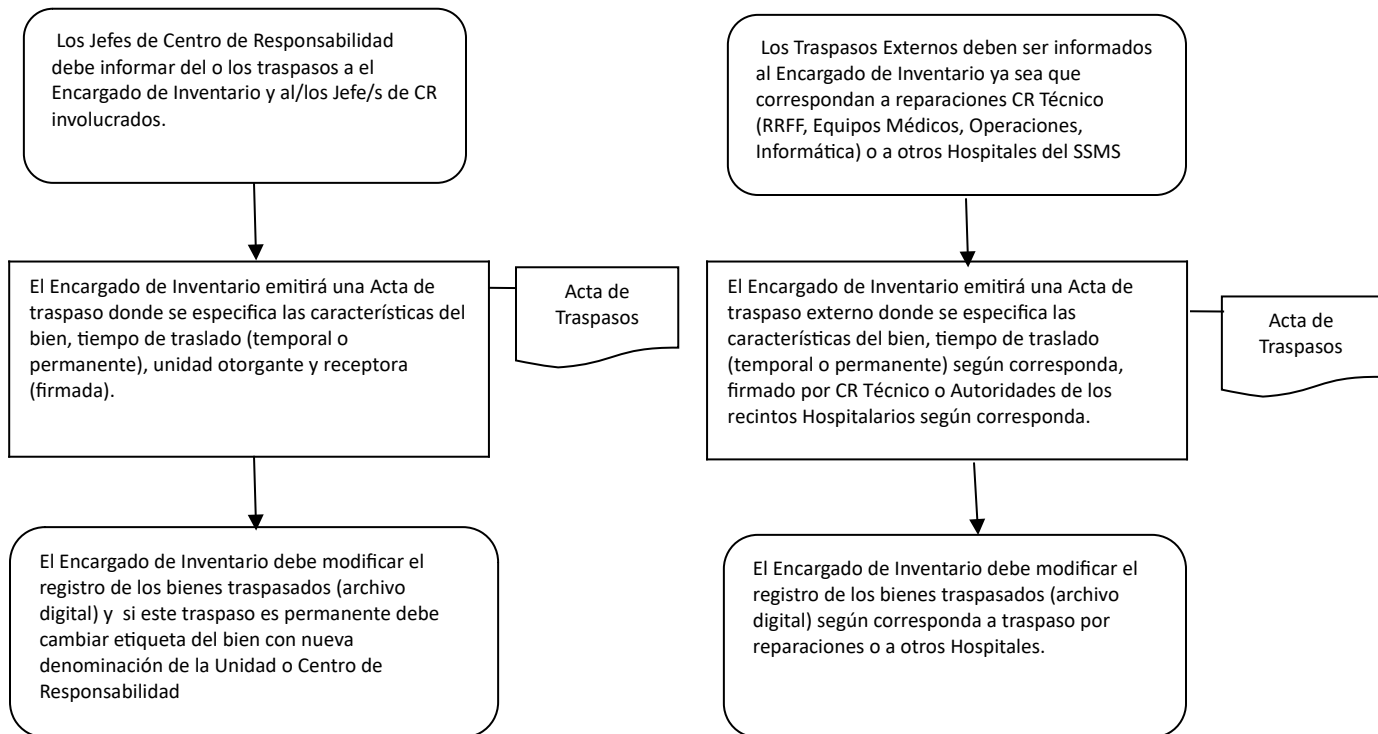 Los Jefes de Centro de Responsabilidad
debe informar del o los traspasos a el
Encargado de Inventario y al/los Jefe/s de CR
involucrados.
El Encargado de Inventario emitirá una Acta de
traspaso donde se especifica las características del
bien, tiempo de traslado (temporal o
permanente), unidad otorgante y receptora
(firmada).
Acta de
Traspasos
El Encargado de Inventario debe modificar el
registro de los bienes traspasados (archivo
digital) y si este traspaso es permanente debe
cambiar etiqueta del bien con nueva
denominación de la Unidad o Centro de
Responsabilidad
Los Traspasos Externos deben ser informados
al Encargado de Inventario ya sea que
correspondan a reparaciones CR Técnico
(RRFF, Equipos Médicos, Operaciones,
Informática) o a otros Hospitales del SSMS
El Encargado de Inventario emitirá una Acta de
traspaso externo donde se especifica las
características del bien, tiempo de traslado
(temporal o permanente) según corresponda,
firmado por CR Técnico o Autoridades de los
recintos Hospitalarios según corresponda.
Acta de
Traspasos
El Encargado de Inventario debe modificar el
registro de los bienes traspasados (archivo
digital) según corresponda a traspaso por
reparaciones o a otros Hospitales.